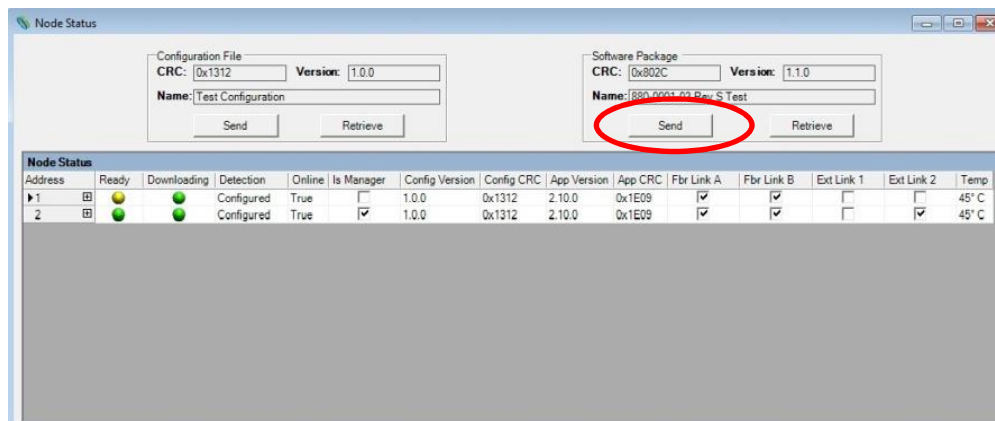 Node Status
Configuration File
CRC: 0x1312 Version: 1.0.0
Name: Test Configuration
Send Retrieve
Software Package
CRC: 0x802C Version: 1.1.0
Name: 880-0001-03 Rev S Test
Send Retrieve
Node Status
Address Ready Downloading Detection Online Is Manager Config Version Config CRC App Version App CRC Fbr Link A Fbr Link B Ext Link 1 Ext Link 2 Temp
1 Configured True 1.0.0 0x1312 2.10.0 0x1E09 45° C
2 Configured True 1.0.0 0x1312 2.10.0 0x1E09 45° C